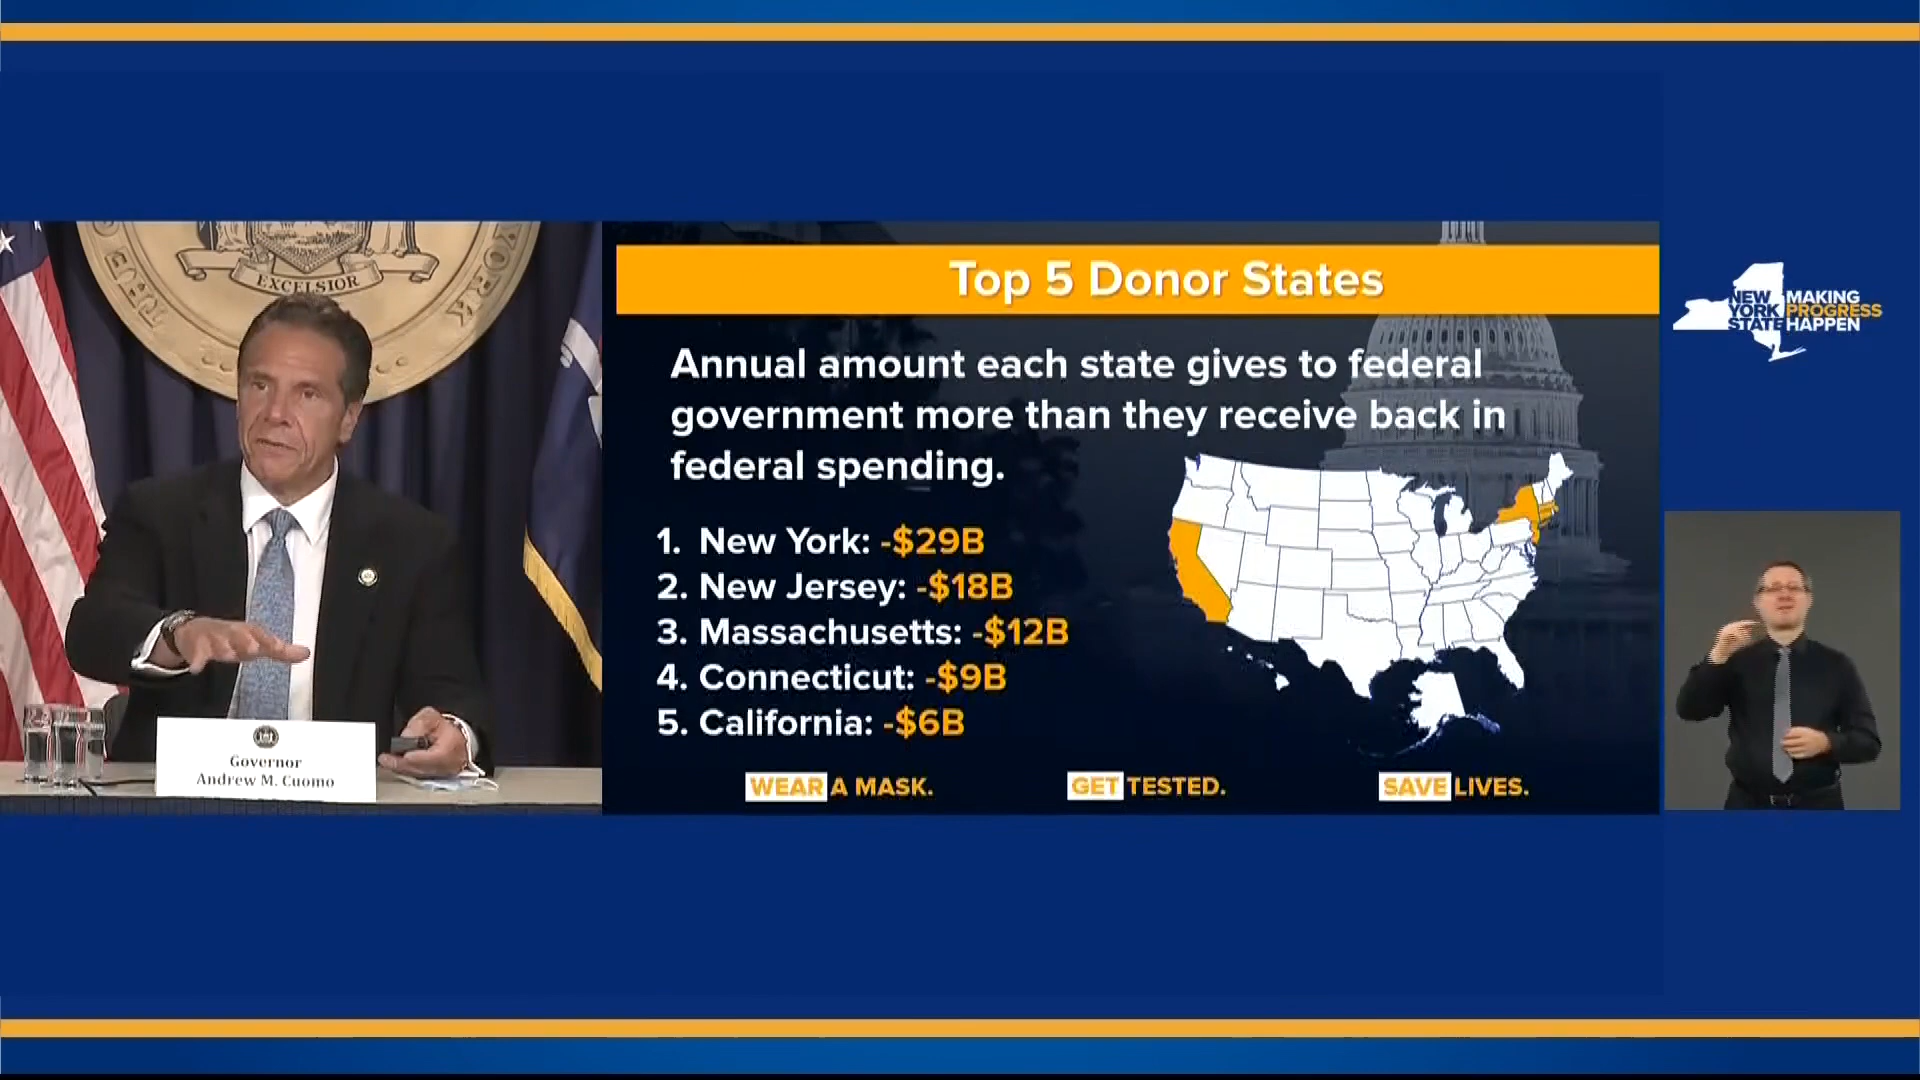 EXCELSIOR
Governor
Andrew M. Cuomo
Top 5 Donor States
Annual amount each state gives to federal
government more than they receive back in
federal spending.
1. New York: -$29B
2. New Jersey: -$18B
3. Massachusetts: -$12B
4. Connecticut: -$9B
5. California: -$6B
WEAR A MASK.
GET TESTED.
SAVE LIVES.
NEW YORK STATE
MAKING PROGRESS HAPPEN